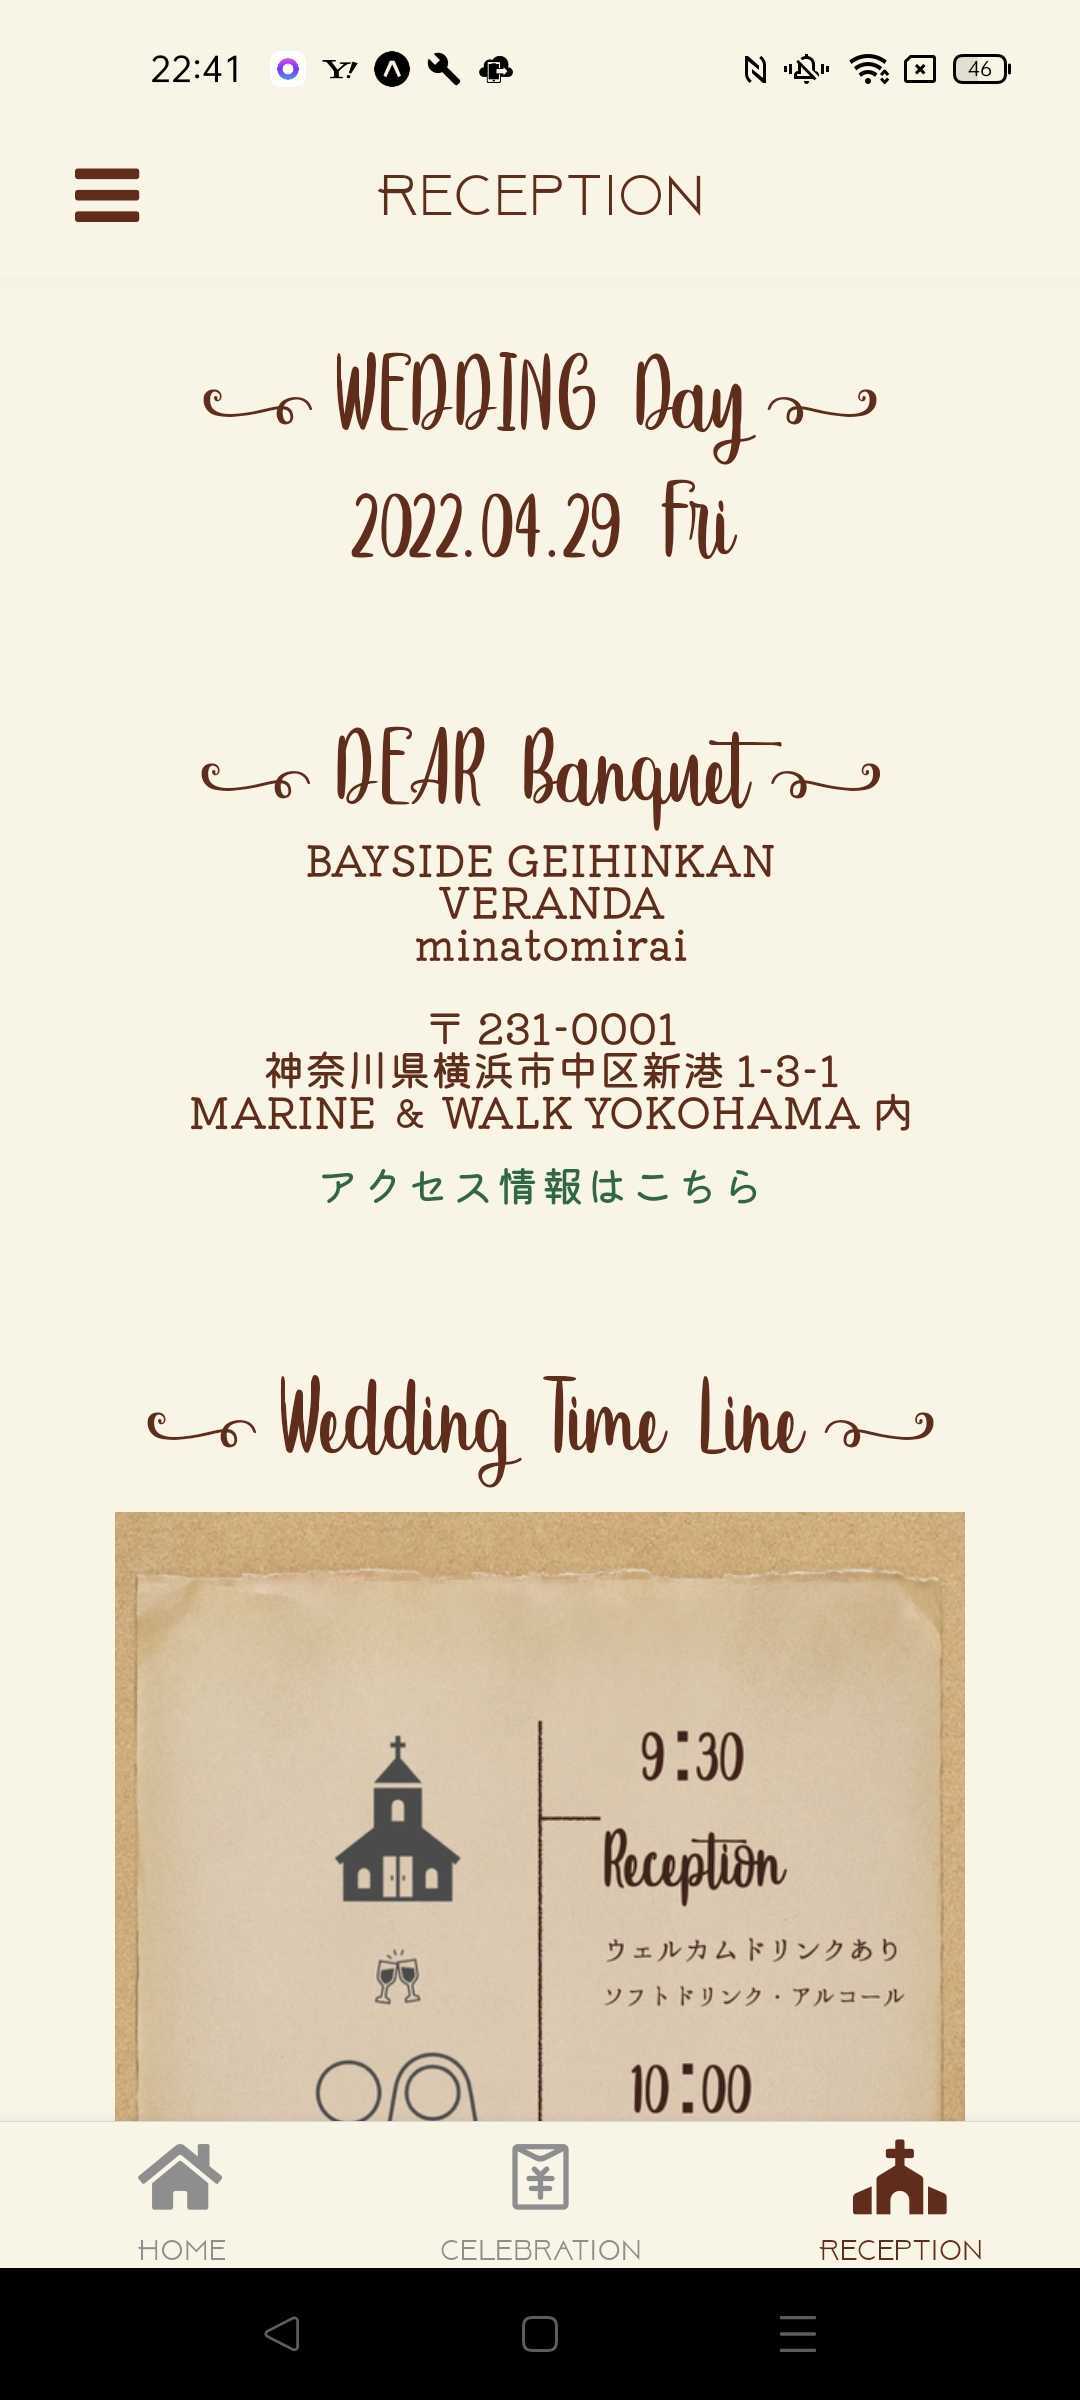 22:41
Y!
46
RECEPTION
WEDDING Day
2022.04.29 Fri
DEAR Banquet
BAYSIDE GEIHINKAN
VERANDA
minatomirai
〒 231-0001
神奈川県横浜市中区新港 1-3-1
MARINE & WALK YOKOHAMA 内
アクセス情報はこちら
Wedding Time Line
9:30
Reception
ウェルカムドリンクあり
ソフトドリンク・アルコール
10:00
HOME
CELEBRATION
RECEPTION